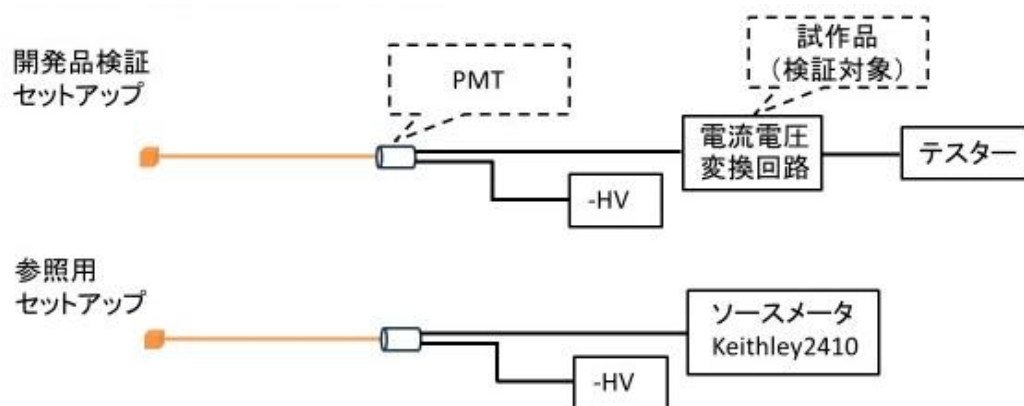 開発品検証
セットアップ
PMT
試作品
（検証対象）
電流電圧
変換回路
テスター
-HV
参照用
セットアップ
ソースメータ
Keithley2410
-HV